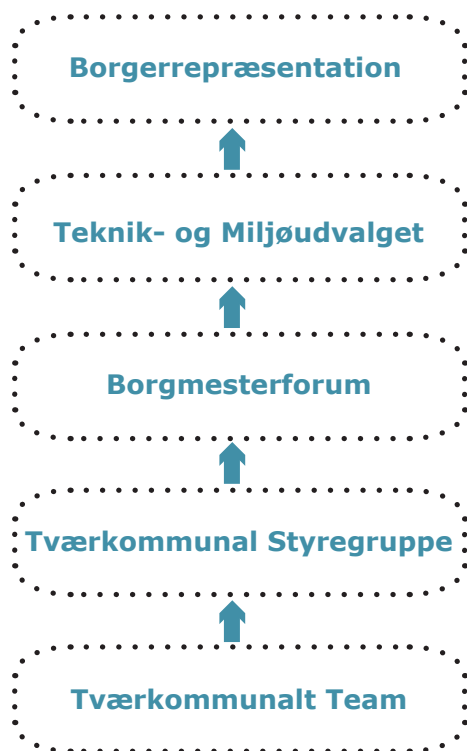 Borgerrepræsentation
Teknik- og Miljøudvalget
Borgmesterforum
Tværkommunal Styregruppe
Tværkommunalt Team